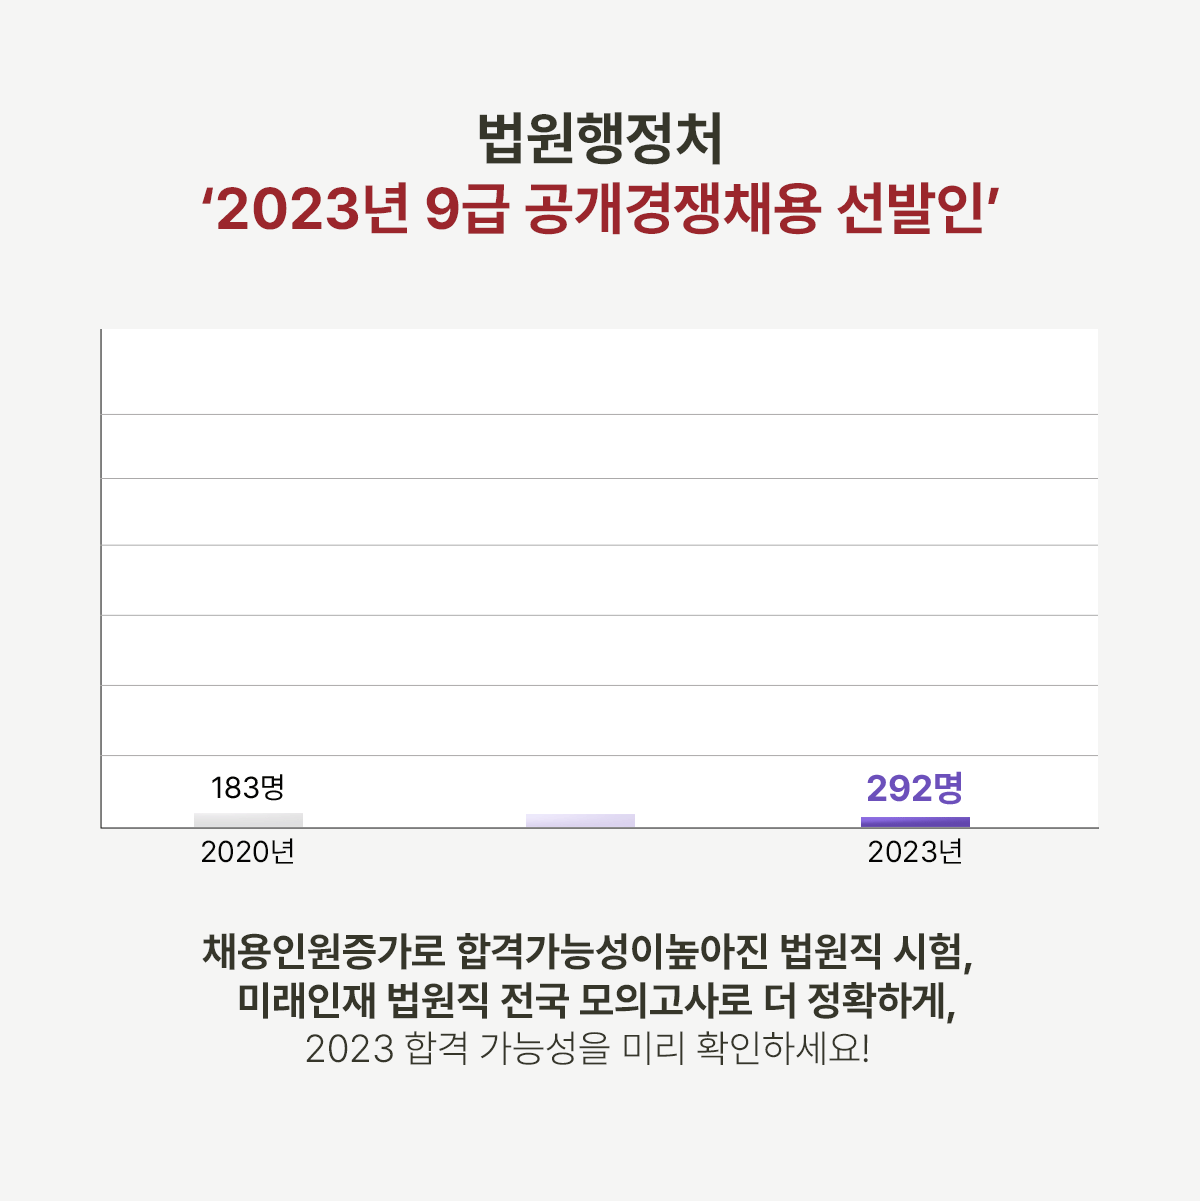 법원행정처
‘2023년 9급 공개경쟁채용 선발인’
183명
292명
2020년
2023년
채용인원증가로 합격가능성이높아진 법원직 시험,
미래인재 법원직 전국 모의고사로 더 정확하게,
2023 합격 가능성을 미리 확인하세요!